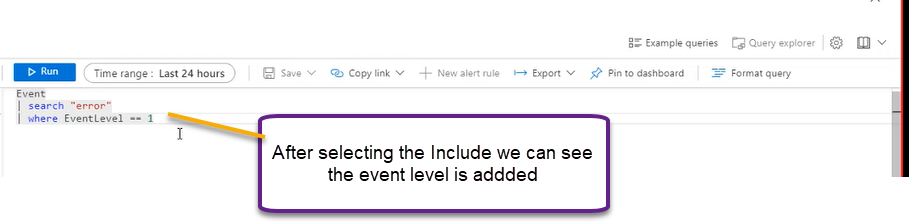 Example queries Query explorer
Run Time range : Last 24 hours Save Copy link New alert rule Export Pin to dashboard Format query
Event
| search "error"
| where EventLevel == 1
After selecting the Include we can see
the event level is addded